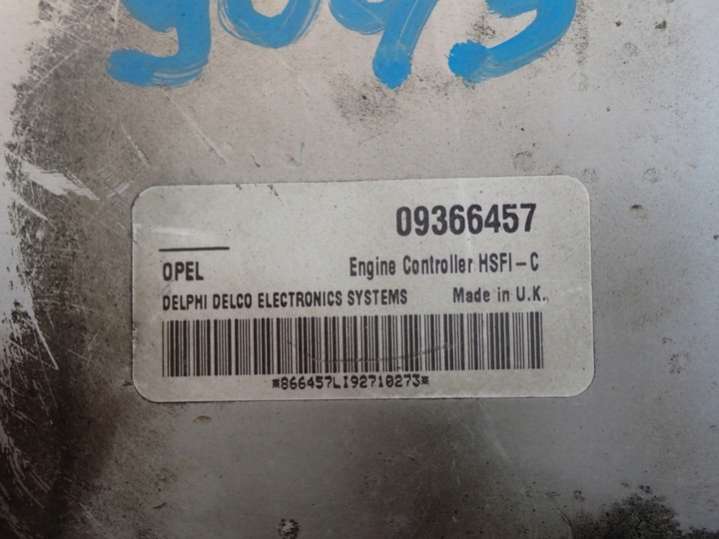 09366457
OPEL Engine Controller HSFI-C
DELPHI DELCO ELECTRONICS SYSTEMS Made in U.K.
*866457LI92710273*